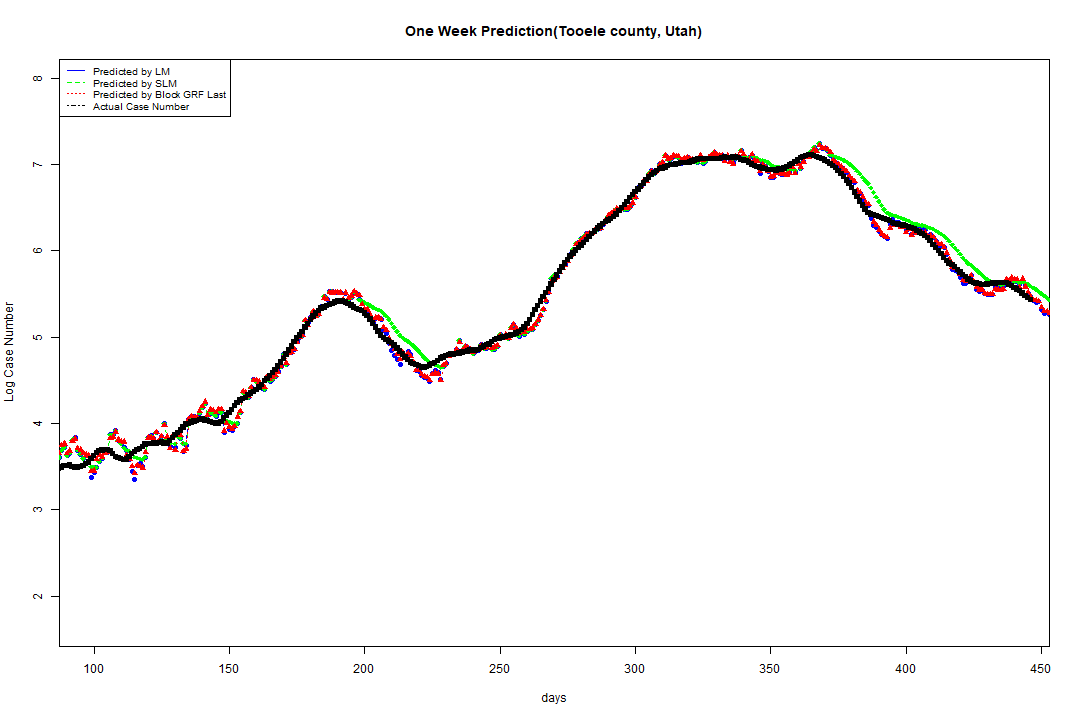 One Week Prediction(Tooele county, Utah)
Predicted by LM
Predicted by SLM
Predicted by Block GRF Last
Actual Case Number
8
7
6
5
4
3
2
Log Case Number
100 150 200 250 300 350 400 450
days